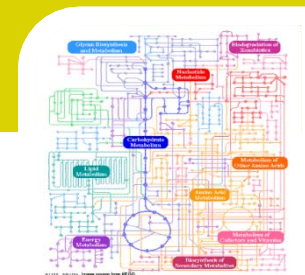 Glycan Biosynthesis
and Metabolism
Biodegradation of
Xenobiotics
Nucleotide
Metabolism
Carbohydrate
Metabolism
Lipid
Metabolism
Metabolism of
Other Amino Acids
Amino Acid
Metabolism
Energy
Metabolism
Metabolism of
Cofactors and Vitamins
Biosynthesis of
Secondary Metabolites
KEGG